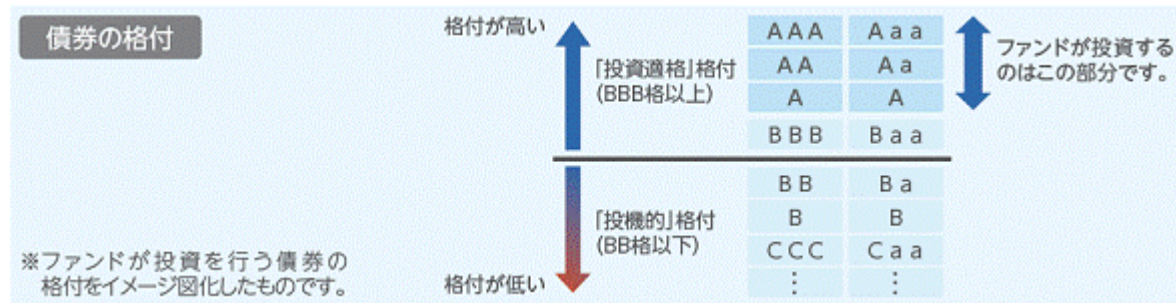 債券の格付
格付が高い
「投資適格」格付
(BBB格以上)
AAA Aaa
AA Aa
A A
BBB Baa
ファンドが投資する
のはこの部分です。
「投機的」格付
(BB格以下)
BB Ba
B B
CCC Caa
⋮ ⋮
格付が低い
※ファンドが投資を行う債券の
格付をイメージ図化したものです。